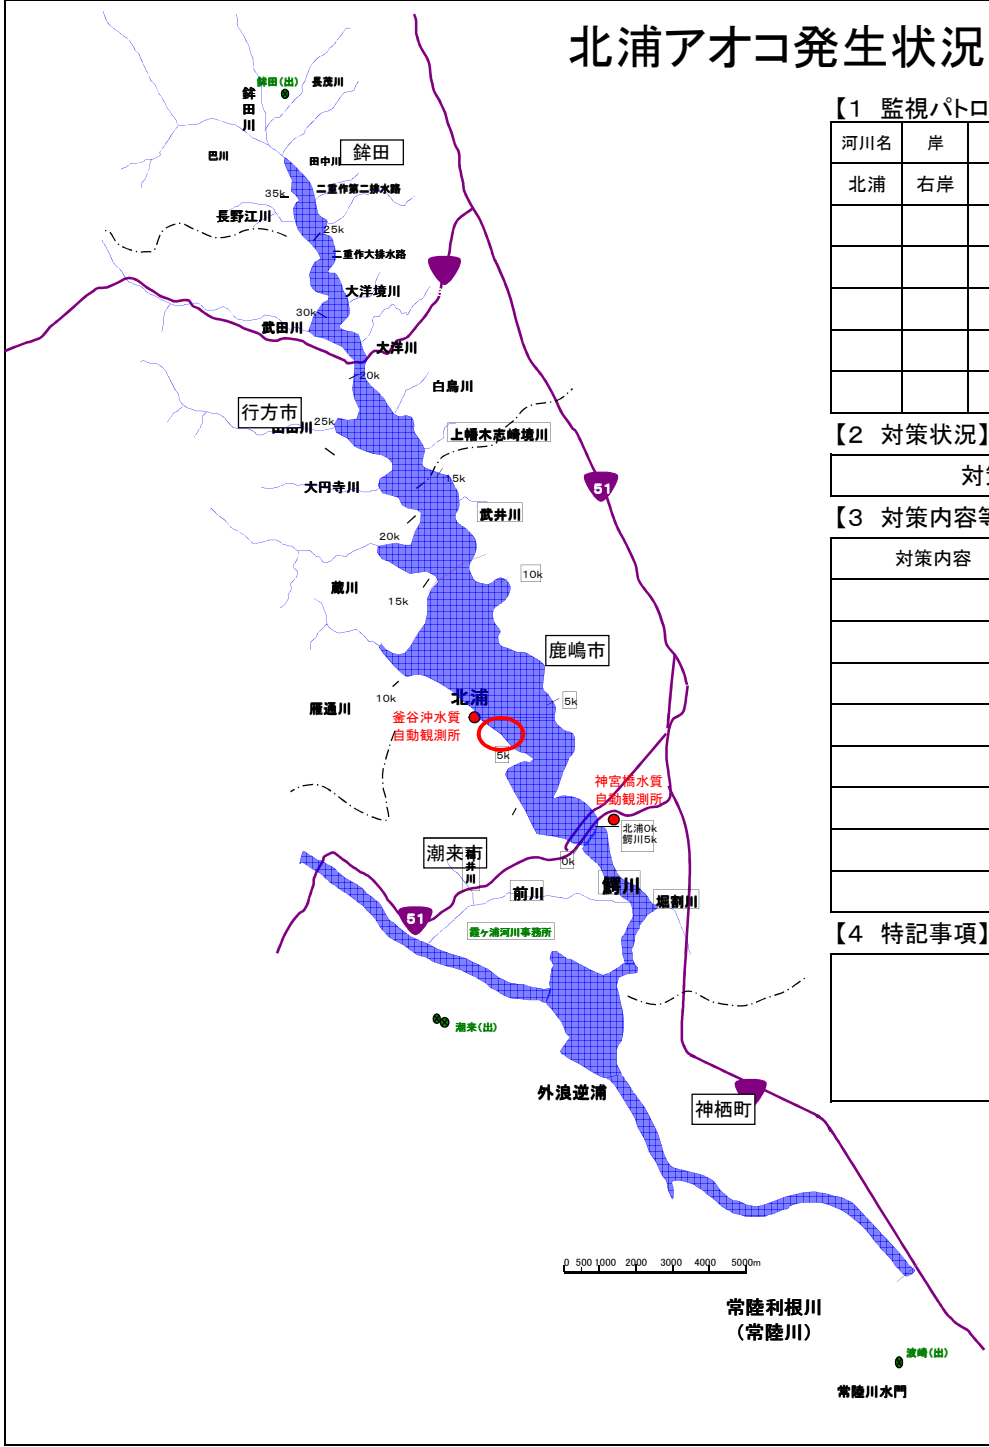 北浦アオコ発生状況
【1 監視パトロ
河川名 岸
北浦 右岸
【2 対策状況】
【3 対策内容等
対策内容
【4 特記事項】
鉾田(出)
長茂川
鉾田川
巴川
田中川
鉾田
35k
二重作第二排水路
長野江川
25k
二重作大排水路
大洋境川
30k
武田川
大洋川
20k
白鳥川
行方市
25k
上幡木志崎境川
大円寺川
15k
51
武井川
20k
10k
蔵川
15k
鹿嶋市
10k
北浦
5k
雁通川
釜谷沖水質
自動観測所
5k
神宮橋水質
自動観測所
北浦0k
鰐川5k
潮来市
0k
前川
鰐川
堀割川
51
霞ヶ浦河川事務所
潮来(出)
外浪逆浦
神栖町
0 500 1000 2000 3000 4000 5000m
常陸利根川
(常陸川)
波崎(出)
常陸川水門